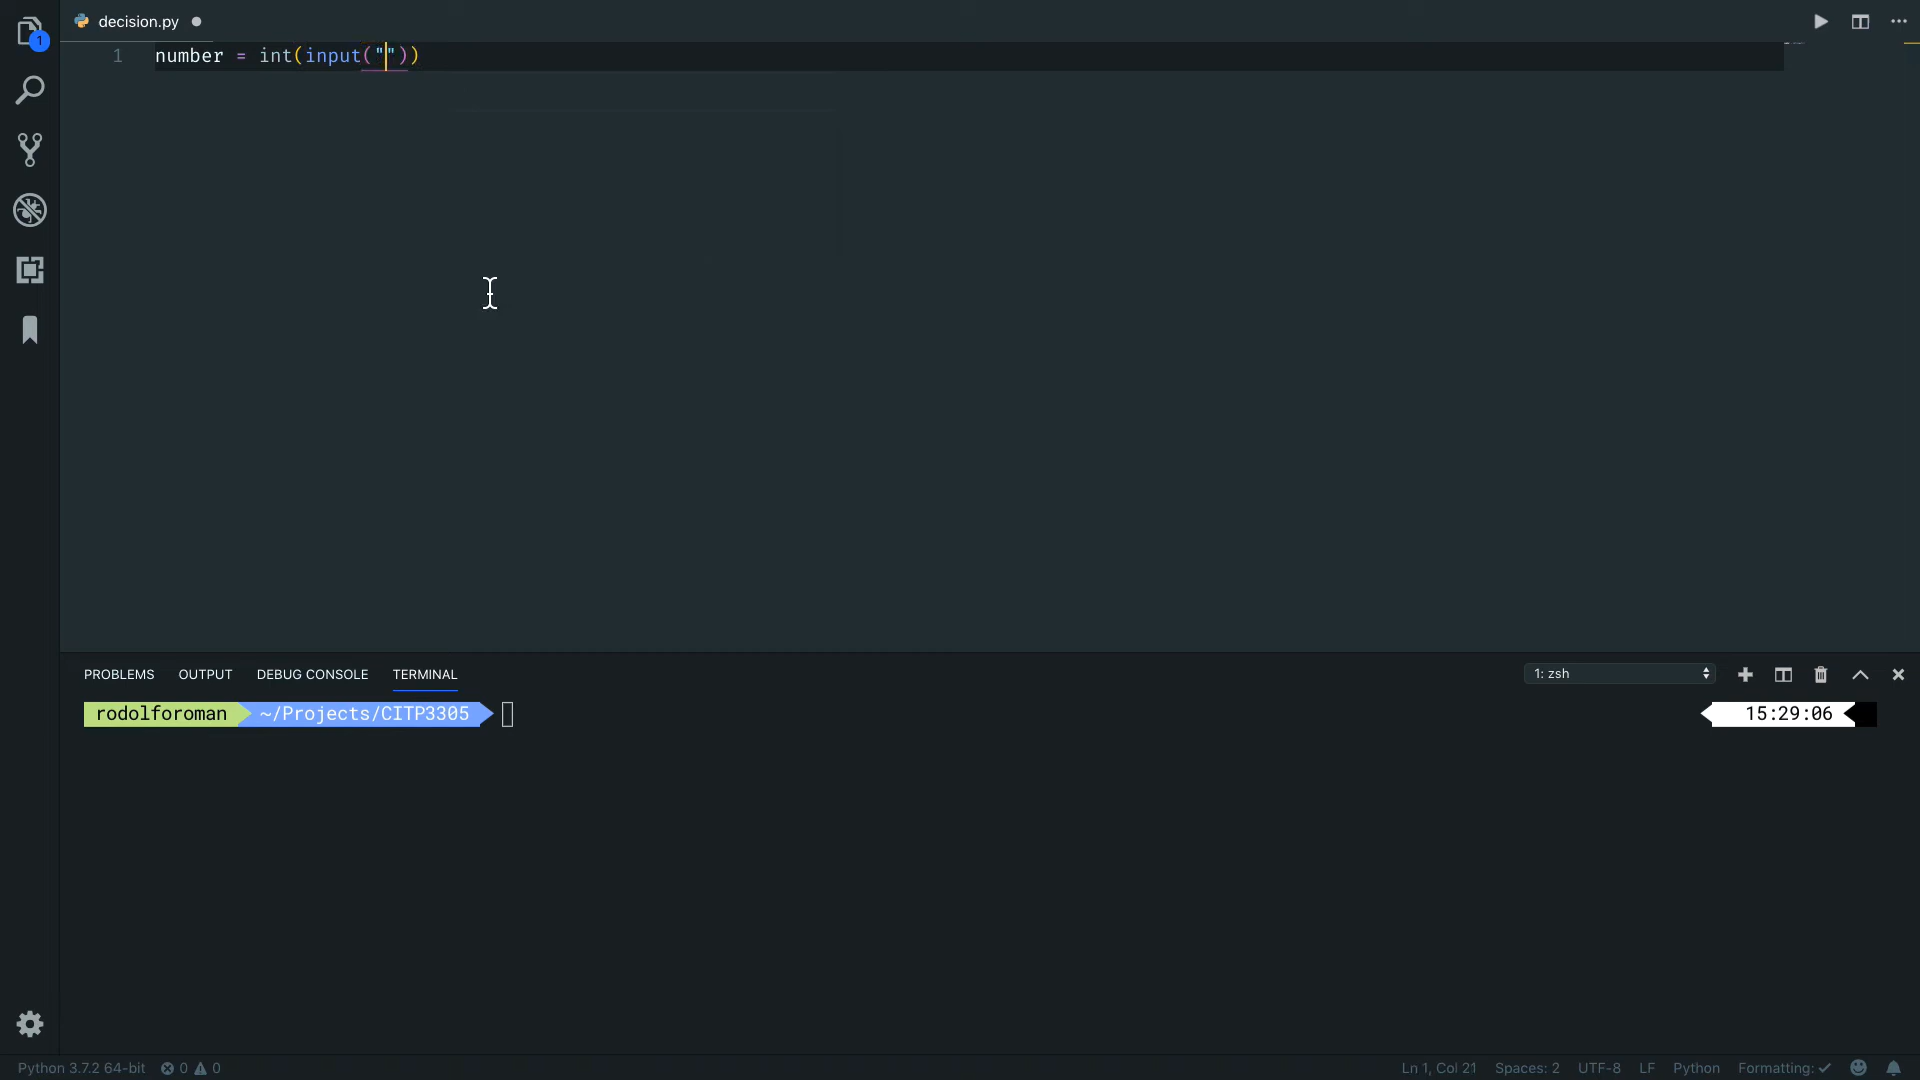 1
decision.py
1 number = int(input(""))
PROBLEMS OUTPUT DEBUG CONSOLE TERMINAL 1: zsh
rodolforoman ~/Projects/CITP3305 15:29:06
Python 3.7.2 64-bit 0 0 Ln 1, Col 21 Spaces: 2 UTF-8 LF Python Formatting: ✓